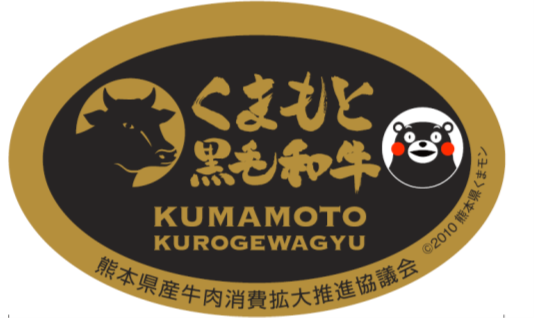 くまもと
黒毛和牛
KUMAMOTO
KUROGEWAGYU
熊本県産牛肉消費拡大推進協議会
©2010 熊本県くまモン